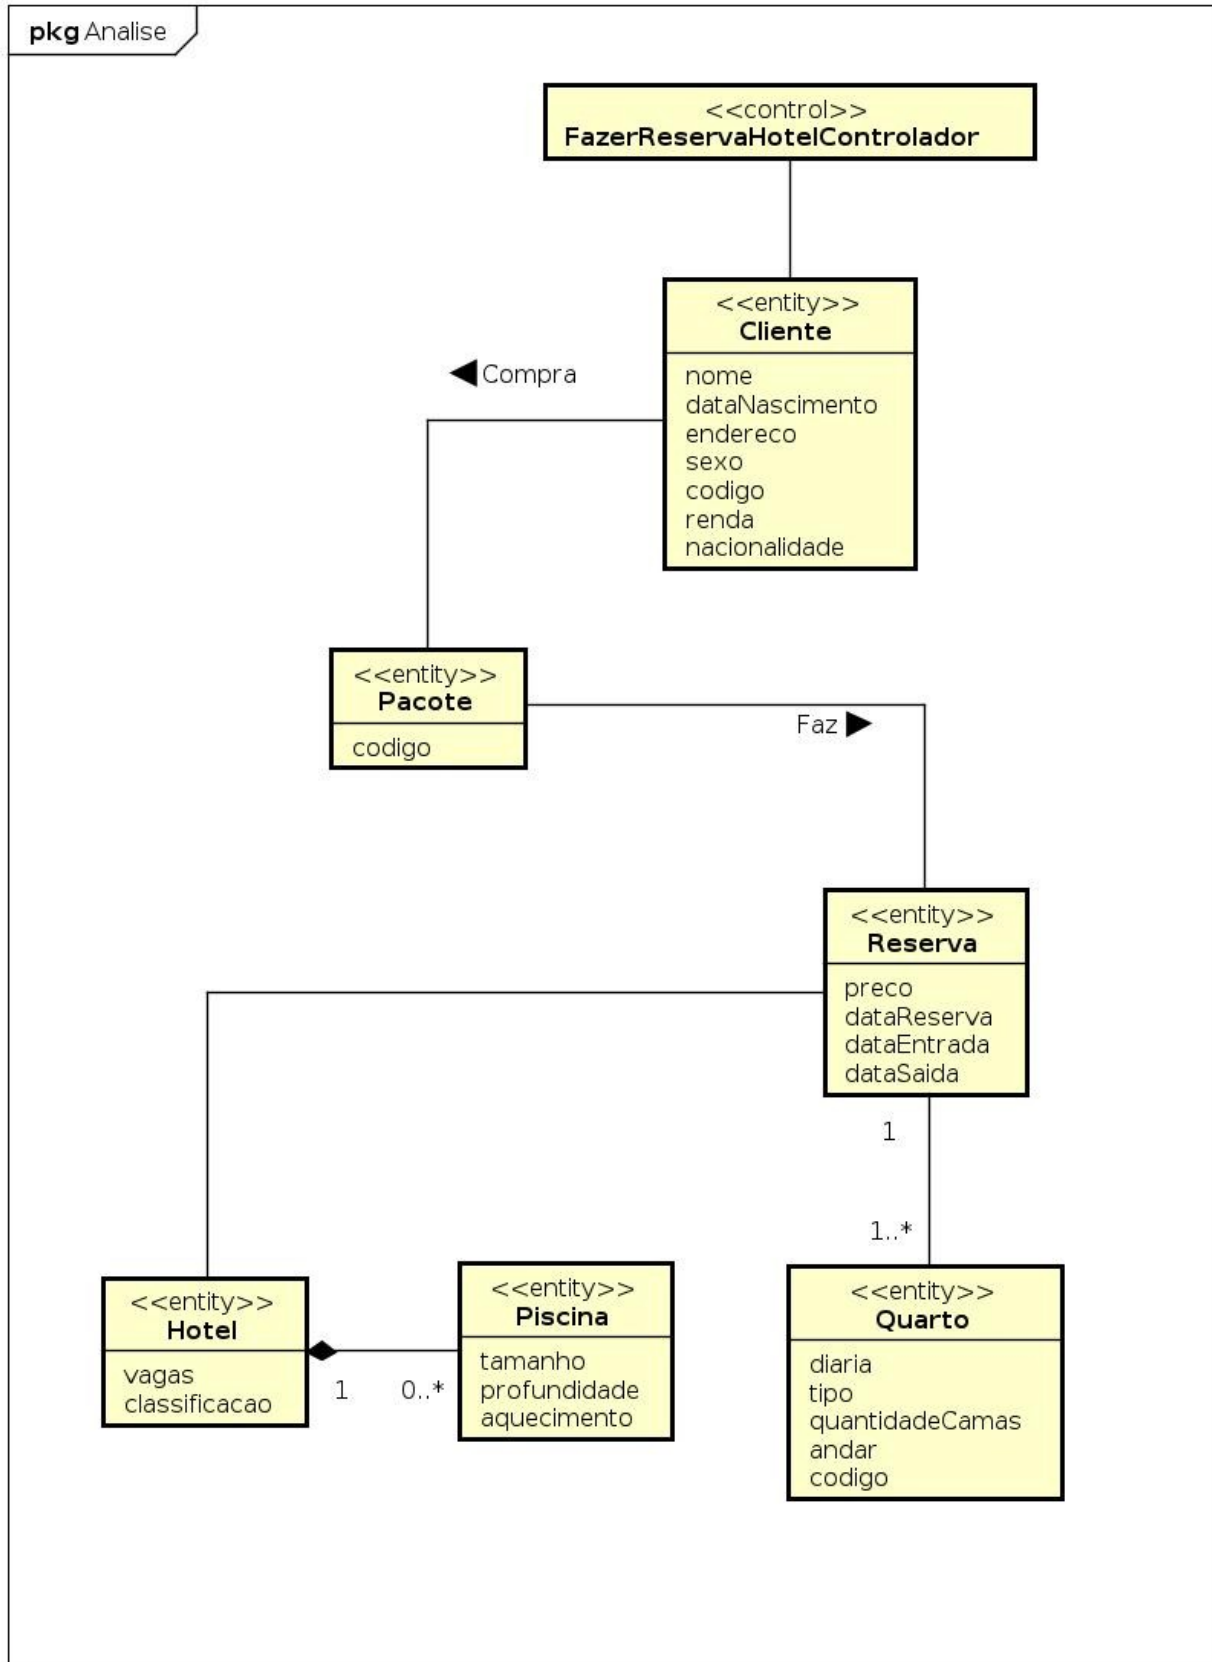 pkg Analise
<<control>>
FazerReservaHotelControlador
<<entity>>
Cliente
nome
dataNascimento
endereco
sexo
codigo
renda
nacionalidade
Compra
<<entity>>
Pacote
codigo
Faz
<<entity>>
Reserva
preco
dataReserva
dataEntrada
dataSaida
1
1..*
<<entity>>
Hotel
vagas
classificacao
1
0..*
<<entity>>
Piscina
tamanho
profundidade
aquecimento
<<entity>>
Quarto
diaria
tipo
quantidadeCamas
andar
codigo